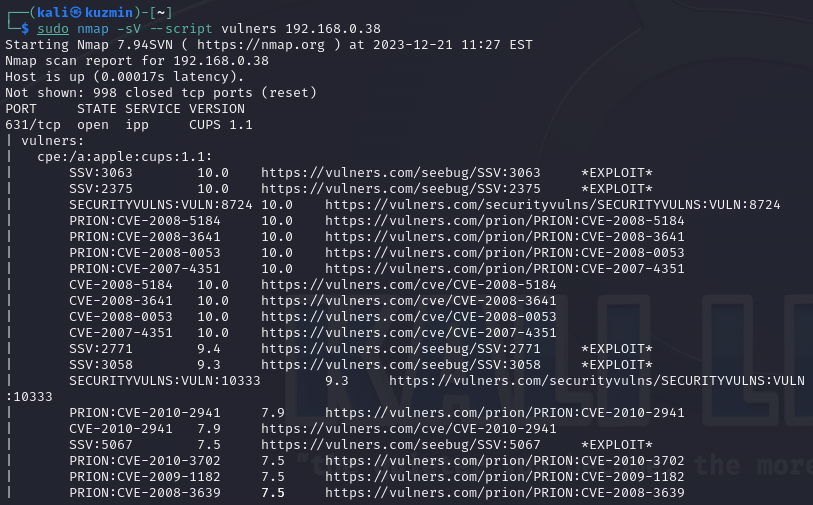 ┌──(kali㉿kuzmin)-[~]
└─$ sudo nmap -sV --script vulners 192.168.0.38
Starting Nmap 7.94SVN ( https://nmap.org ) at 2023-12-21 11:27 EST
Nmap scan report for 192.168.0.38
Host is up (0.00017s latency).
Not shown: 998 closed tcp ports (reset)
PORT     STATE SERVICE VERSION
631/tcp  open  ipp     CUPS 1.1
| vulners:
|   cpe:/a:apple:cups:1.1:
|       SSV:3063        10.0    https://vulners.com/seebug/SSV:3063     *EXPLOIT*
|       SSV:2375        10.0    https://vulners.com/seebug/SSV:2375     *EXPLOIT*
|       SECURITYVULNS:VULN:8724 10.0    https://vulners.com/securityvulns/SECURITYVULNS:VULN:8724
|       PRION:CVE-2008-5184     10.0    https://vulners.com/prion/PRION:CVE-2008-5184
|       PRION:CVE-2008-3641     10.0    https://vulners.com/prion/PRION:CVE-2008-3641
|       PRION:CVE-2008-0053     10.0    https://vulners.com/prion/PRION:CVE-2008-0053
|       PRION:CVE-2007-4351     10.0    https://vulners.com/prion/PRION:CVE-2007-4351
|       CVE-2008-5184   10.0    https://vulners.com/cve/CVE-2008-5184
|       CVE-2008-3641   10.0    https://vulners.com/cve/CVE-2008-3641
|       CVE-2008-0053   10.0    https://vulners.com/cve/CVE-2008-0053
|       CVE-2007-4351   10.0    https://vulners.com/cve/CVE-2007-4351
|       SSV:2771        9.4     https://vulners.com/seebug/SSV:2771     *EXPLOIT*
|       SSV:3058        9.3     https://vulners.com/seebug/SSV:3058     *EXPLOIT*
|       SECURITYVULNS:VULN:10333        9.3     https://vulners.com/securityvulns/SECURITYVULNS:VULN
:10333
|       PRION:CVE-2010-2941     7.9     https://vulners.com/prion/PRION:CVE-2010-2941
|       CVE-2010-2941   7.9     https://vulners.com/cve/CVE-2010-2941
|       SSV:5067        7.5     https://vulners.com/seebug/SSV:5067     *EXPLOIT*
|       PRION:CVE-2010-3702     7.5     https://vulners.com/prion/PRION:CVE-2010-3702
|       PRION:CVE-2009-1182     7.5     https://vulners.com/prion/PRION:CVE-2009-1182
|       PRION:CVE-2008-3639     7.5     https://vulners.com/prion/PRION:CVE-2008-3639